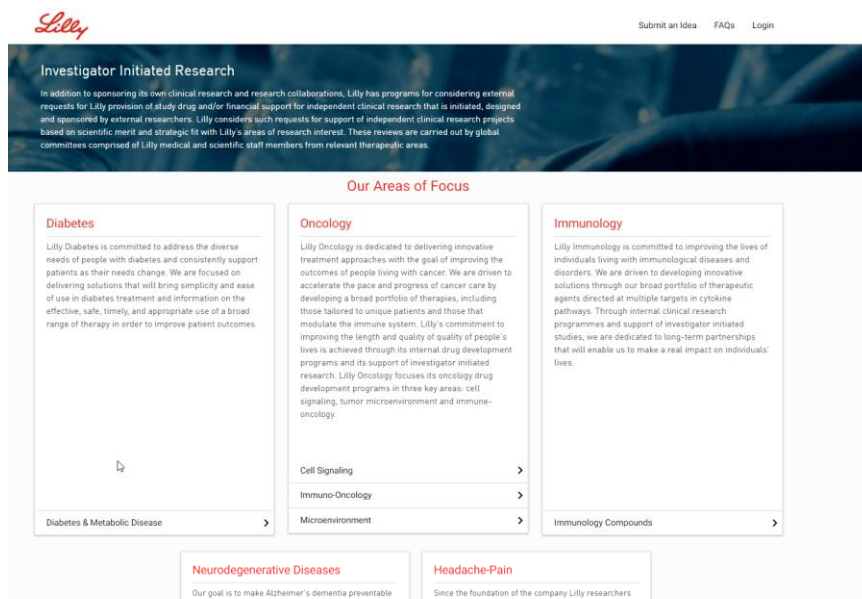 Lilly
Submit an Idea FAQs Login
Investigator Initiated Research
In addition to sponsoring its own clinical research and research collaborations, Lilly has programs for considering external
requests for Lilly provision of study drug and/or financial support for independent clinical research that is initiated, designed
and sponsored by external researchers. Lilly considers such requests for support of independent clinical research projects
based on scientific merit and strategic fit with Lilly's areas of research interest. These reviews are carried out by global
committees comprised of Lilly medical and scientific staff members from relevant therapeutic areas.
Our Areas of Focus
Diabetes
Lilly Diabetes is committed to address the diverse
needs of people with diabetes and consistently support
patients as their needs change. We are focused on
delivering solutions that will bring simplicity and ease
of use in diabetes treatment and information on the
effective, safe, timely, and appropriate use of a broad
range of therapy in order to improve patient outcomes.
Diabetes & Metabolic Disease
Oncology
Lilly Oncology is dedicated to delivering innovative
treatment approaches with the goal of improving the
outcomes of people living with cancer. We are driven to
accelerate the pace and progress of cancer care by
developing a broad portfolio of therapies, including
those tailored to unique patients and those that
modulate the immune system. Lilly's commitment to
improving the length and quality of quality of people's
lives is achieved through its internal drug development
programs and its support of investigator initiated
research. Lilly Oncology focuses its oncology drug
development programs in three key areas: cell
signaling, tumor microenvironment and immune-
oncology.
Cell Signaling
Immuno-Oncology
Microenvironment
Immunology
Lilly Immunology is committed to improving the lives of
individuals living with immunological diseases and
disorders. We are driven to developing innovative
solutions through our broad portfolio of therapeutic
agents directed at multiple targets in cytokine
pathways. Through internal clinical research
programmes and support of investigator initiated
studies, we are dedicated to long-term partnerships
that will enable us to make a real impact on individuals'
lives.
Immunology Compounds
Neurodegenerative Diseases
Our goal is to make Alzheimer's dementia preventable
Headache-Pain
Since the foundation of the company Lilly researchers